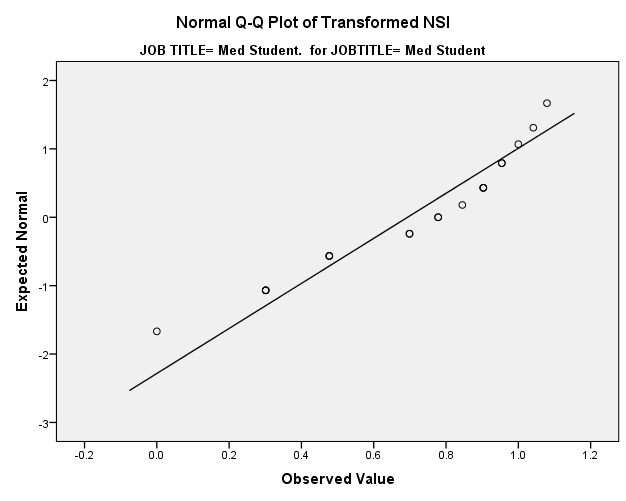 Normal Q-Q Plot of Transformed NSI
JOB TITLE= Med Student. for JOBTITLE= Med Student
Expected Normal
2
1
0
-1
-2
-3
-0.2 0.0 0.2 0.4 0.6 0.8 1.0 1.2
Observed Value